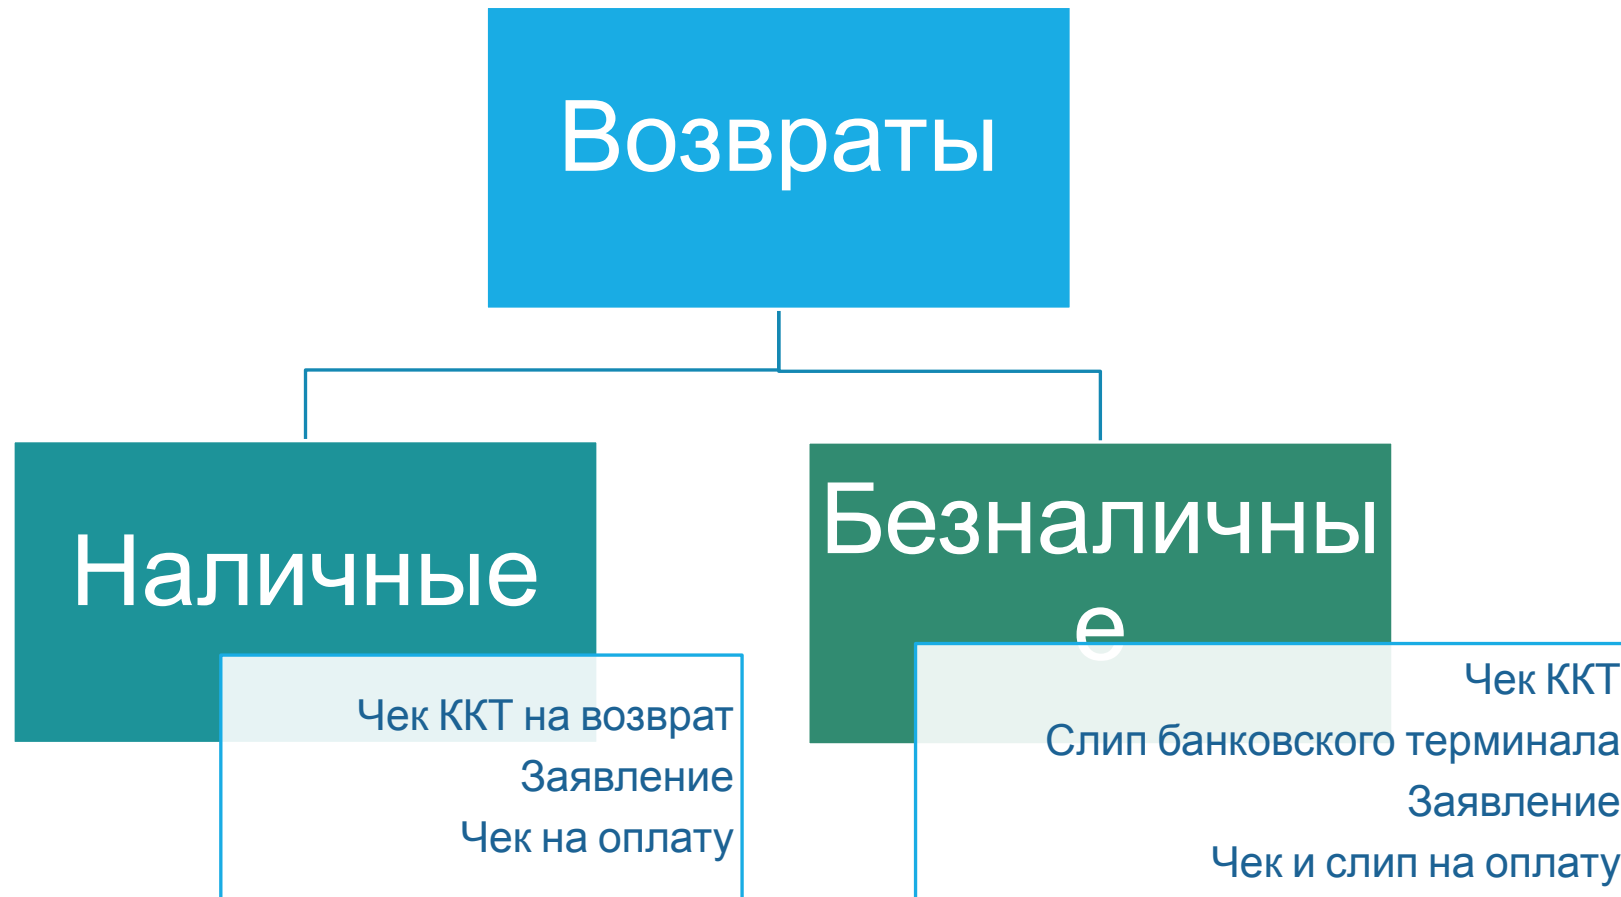 Возвраты
Наличные
Чек ККТ на возврат
Заявление
Чек на оплату
Безналичны
е
Чек ККТ
Слип банковского терминала
Заявление
Чек и слип на оплату